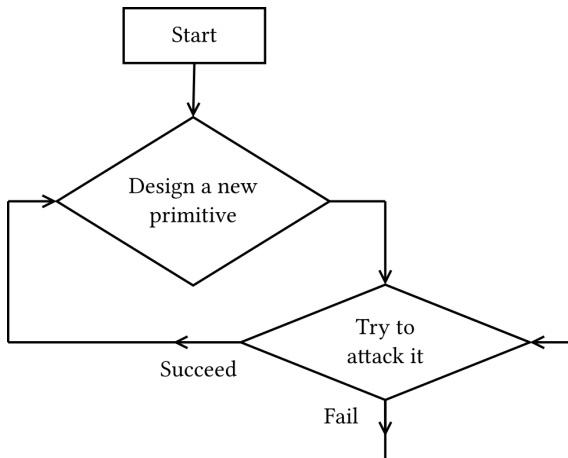 Start
Design a new
primitive
Try to
attack it
Succeed
Fail